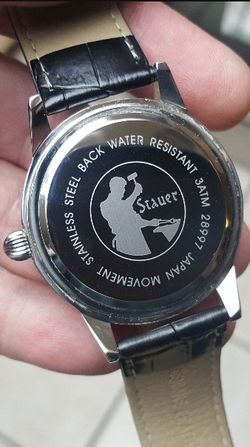 STAINLESS STEEL BACK WATER RESISTANT 3ATM 28997 JAPAN MOVEMENT
Stauer